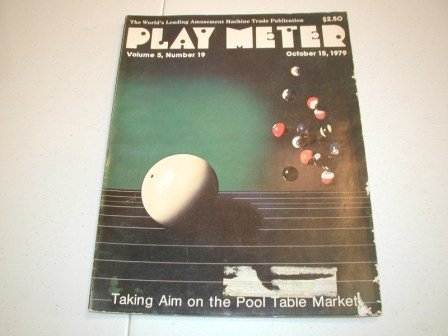 The World's Leading Amusement Machine Trade Publication
$2.50
PLAY METER
Volume 5, Number 19
October 15, 1979
Taking Aim on the Pool Table Market